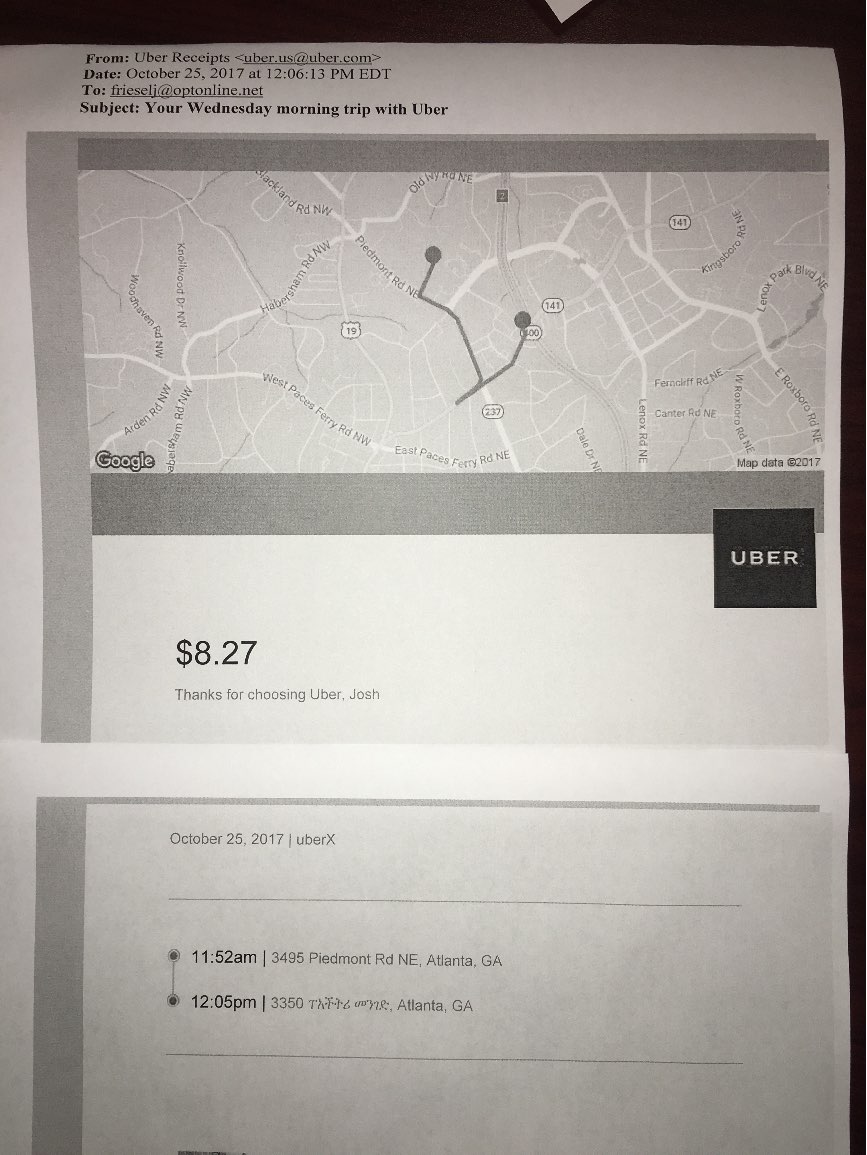 From: Uber Receipts <uber.us@uber.com>
Date: October 25, 2017 at 12:06:13 PM EDT
To: frieselj@optonline.net
Subject: Your Wednesday morning trip with Uber
Blackland Rd NW
Old Ivy Rd NE
2
141
Kingsboro Rd NE
Knollwood Dr NW
Piedmont Rd NE
Habersham Rd NW
Woodhaven Rd NW
Lenox Park Blvd NE
19
141
400
Ferncliff Rd NE
West Paces Ferry Rd NW
Arden Rd NW
Habersham Rd NW
237
Lenox Rd NE
Canter Rd NE
W Roxboro Rd NE
E Roxboro Rd NE
East Paces Ferry Rd NE
Dale Dr NE
Google
Map data ©2017
UBER
$8.27
Thanks for choosing Uber, Josh
October 25, 2017 | uberX
11:52am | 3495 Piedmont Rd NE, Atlanta, GA
12:05pm | 3350 ፒአችትሪ መንገድ, Atlanta, GA